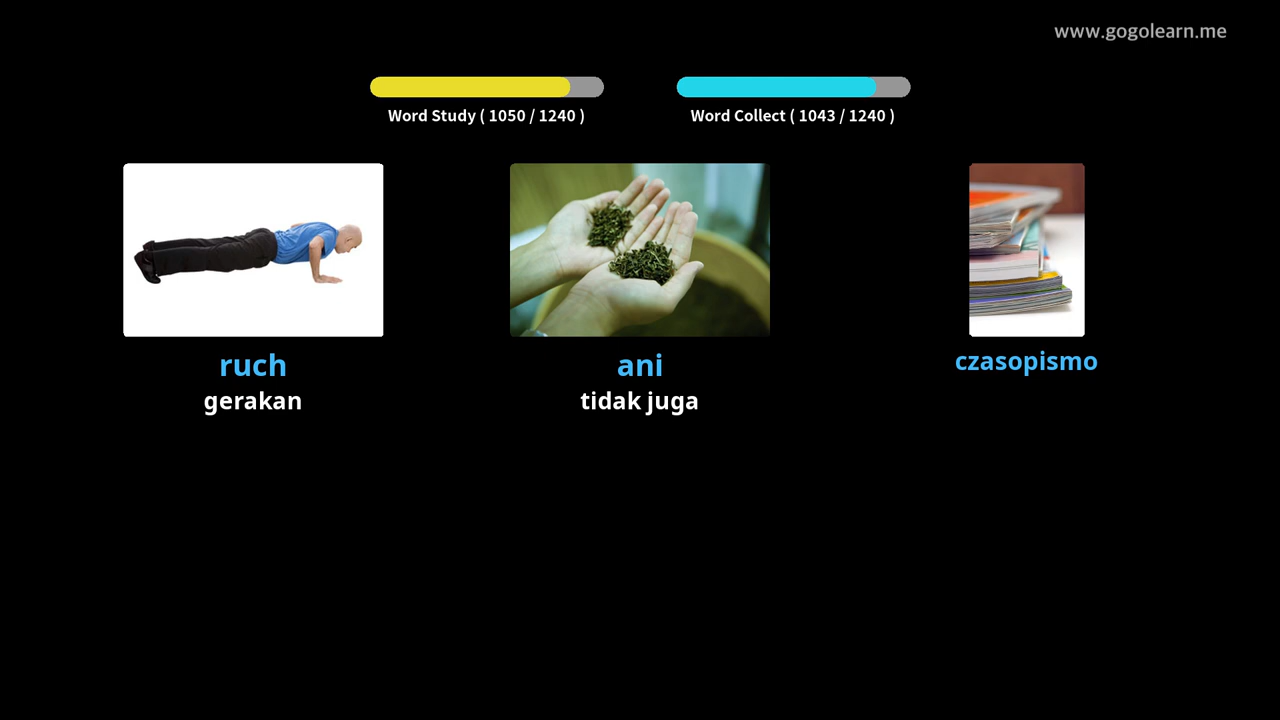 www.gogolearn.me
Word Study ( 1050 / 1240 )
Word Collect ( 1043 / 1240 )
ruch
gerakan
ani
tidak juga
czasopismo